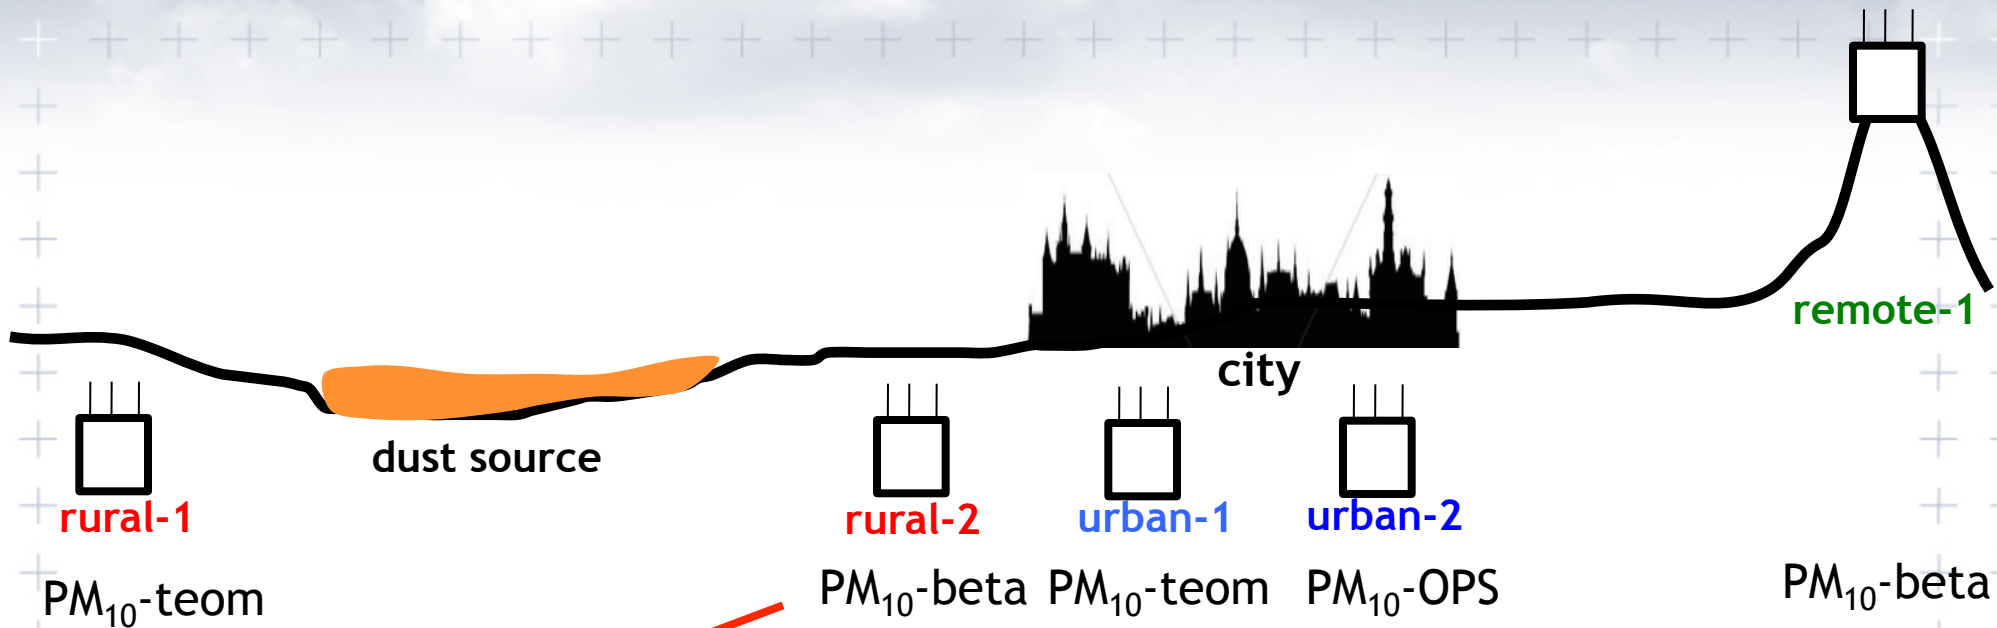 remote-1
city
dust source
rural-1
rural-2
urban-1
urban-2
PM₁₀-teom
PM₁₀-beta
PM₁₀-teom
PM₁₀-OPS
PM₁₀-beta